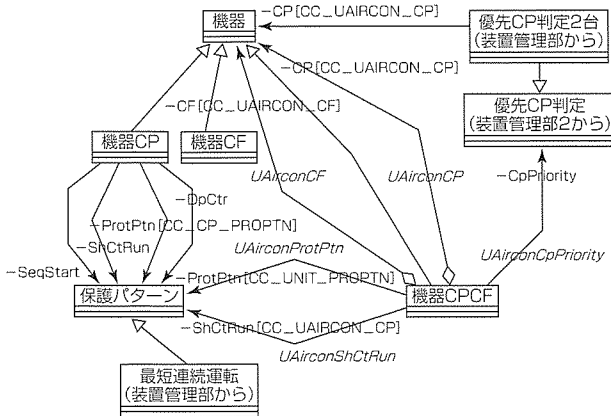 機器
-CP[CC_UAIRCON_CP]
優先CP判定2台
(装置管理部から)
-CP[CC_UAIRCON_CP]
優先CP判定
(装置管理部2から)
-CF[CC_UAIRCON_CF]
機器CP
機器CF
UAirconCF
UAirconCP
-CpPriority
-DpCtr
-ProtPtn[CC_CP_PROPTN]
-ShCtRun
UAirconProtPtn
UAirconCpPriority
-SeqStart
-ProtPtn[CC_UNIT_PROPTN]
保護パターン
機器CPCF
-ShCtRun[CC_UAIRCON_CP]
UAirconShCtRun
最短連続運転
(装置管理部から)